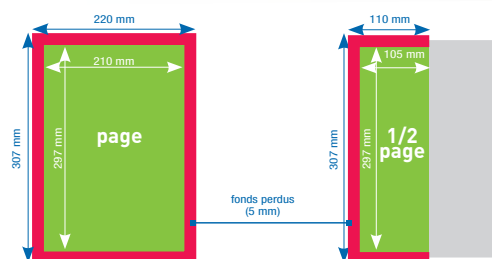 220 mm
210 mm
307 mm
297 mm
page
fonds perdus
(5 mm)
110 mm
105 mm
307 mm
297 mm
1/2
page